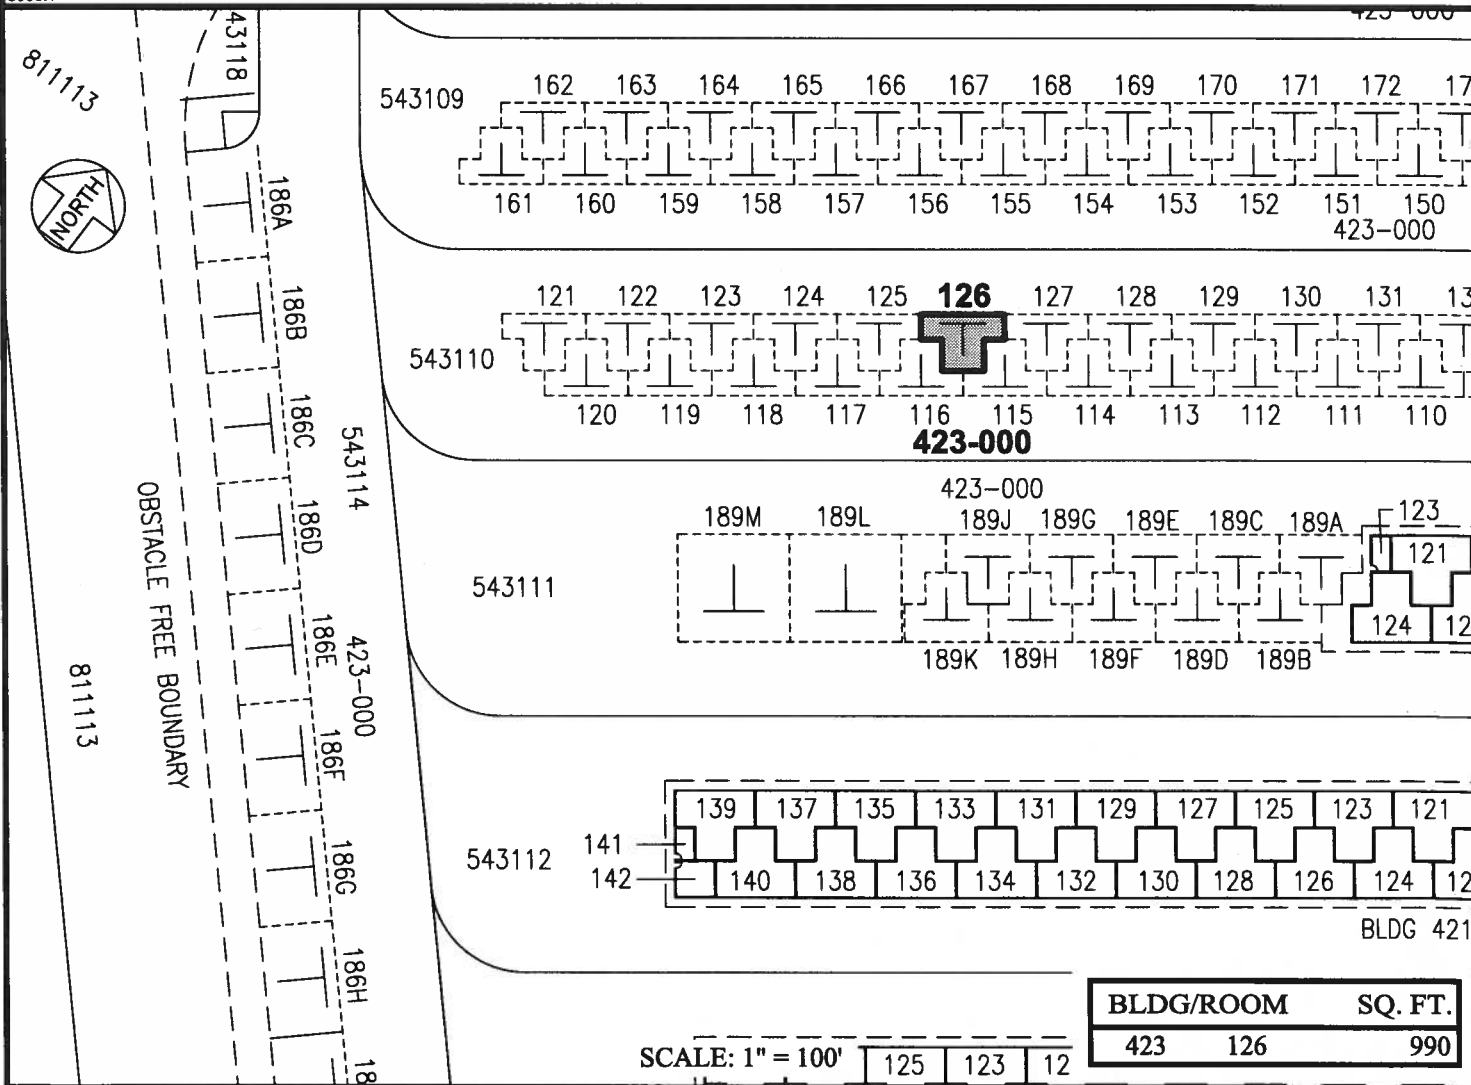 423-000
43118
811113
543109
162 163 164 165 166 167 168 169 170 171 172
161 160 159 158 157 156 155 154 153 152 151 150
423-000
NORTH
186A
186B
186C
186D
186E
186F
186G
186H
543114
423-000
OBSTACLE FREE BOUNDARY
811113
121 122 123 124 125 126 127 128 129 130 131
543110
120 119 118 117 116 115 114 113 112 111 110
423-000
423-000
189M 189L 189J 189G 189E 189C 189A 123
121
543111
124
189K 189H 189F 189D 189B
139 137 135 133 131 129 127 125 123 121
141
543112
142 140 138 136 134 132 130 128 126 124
BLDG 421
BLDG/ROOM SQ. FT.
423 126 990
SCALE: 1" = 100'
125 123 12